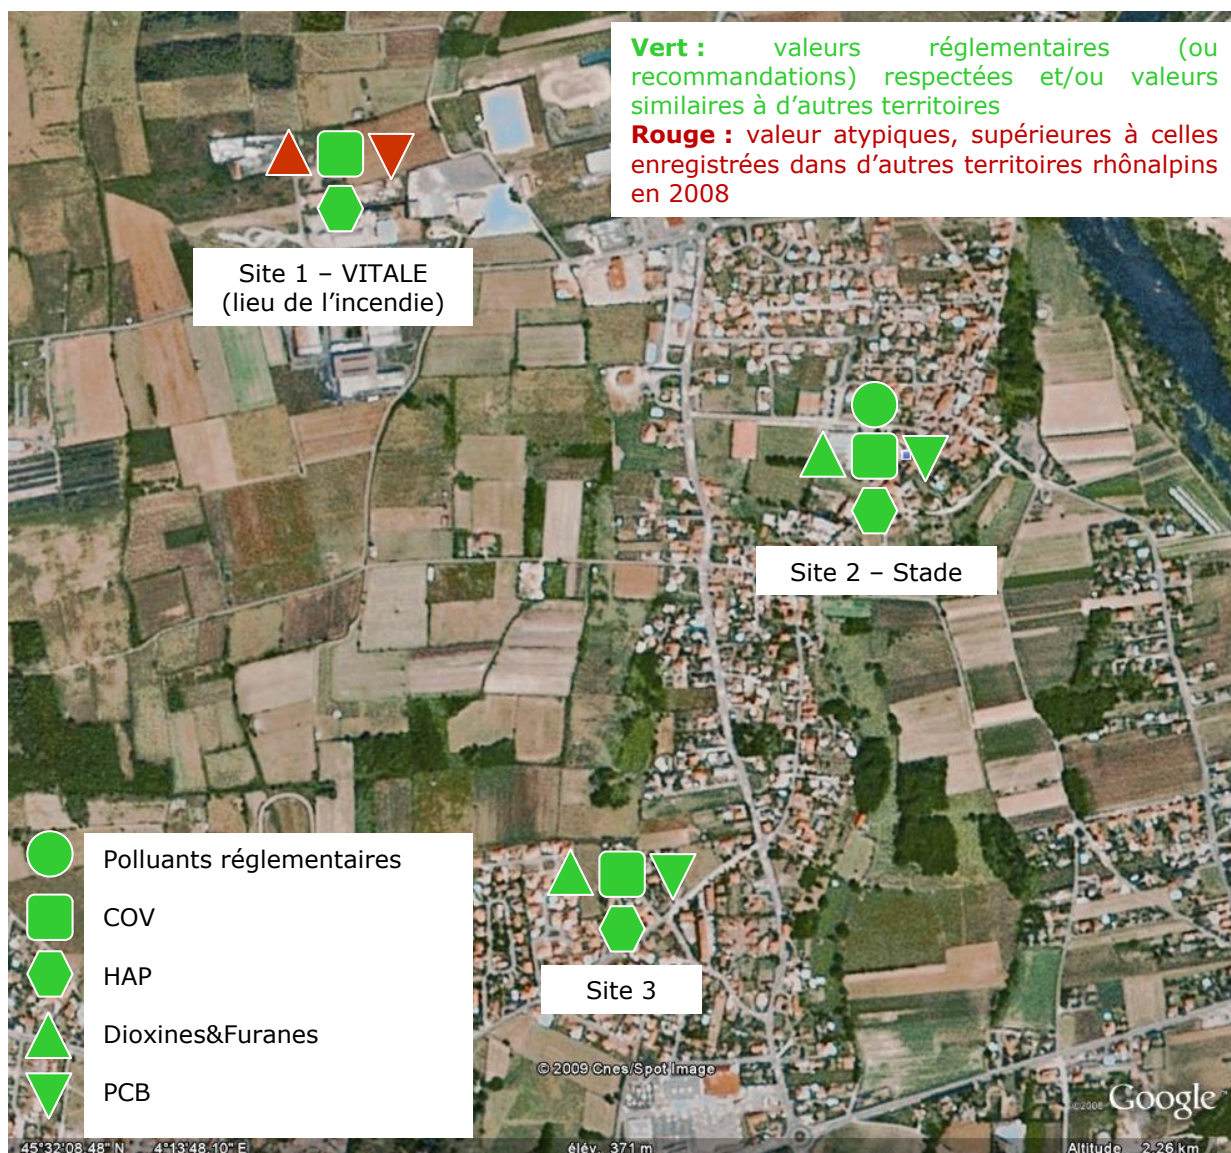 Vert : valeurs réglementaires (ou
recommandations) respectées et/ou valeurs
similaires à d'autres territoires
Rouge : valeur atypiques, supérieures à celles
enregistrées dans d'autres territoires rhônalpins
en 2008
Site 1 – VITALE
(lieu de l'incendie)
Site 2 – Stade
Polluants réglementaires
COV
HAP
Dioxines&Furanes
PCB
Site 3
© 2009 Cnes/Spot Image
Google
45°32'08.48" N 4°13'48.10" E élév. 371 m Altitude 2.26 km